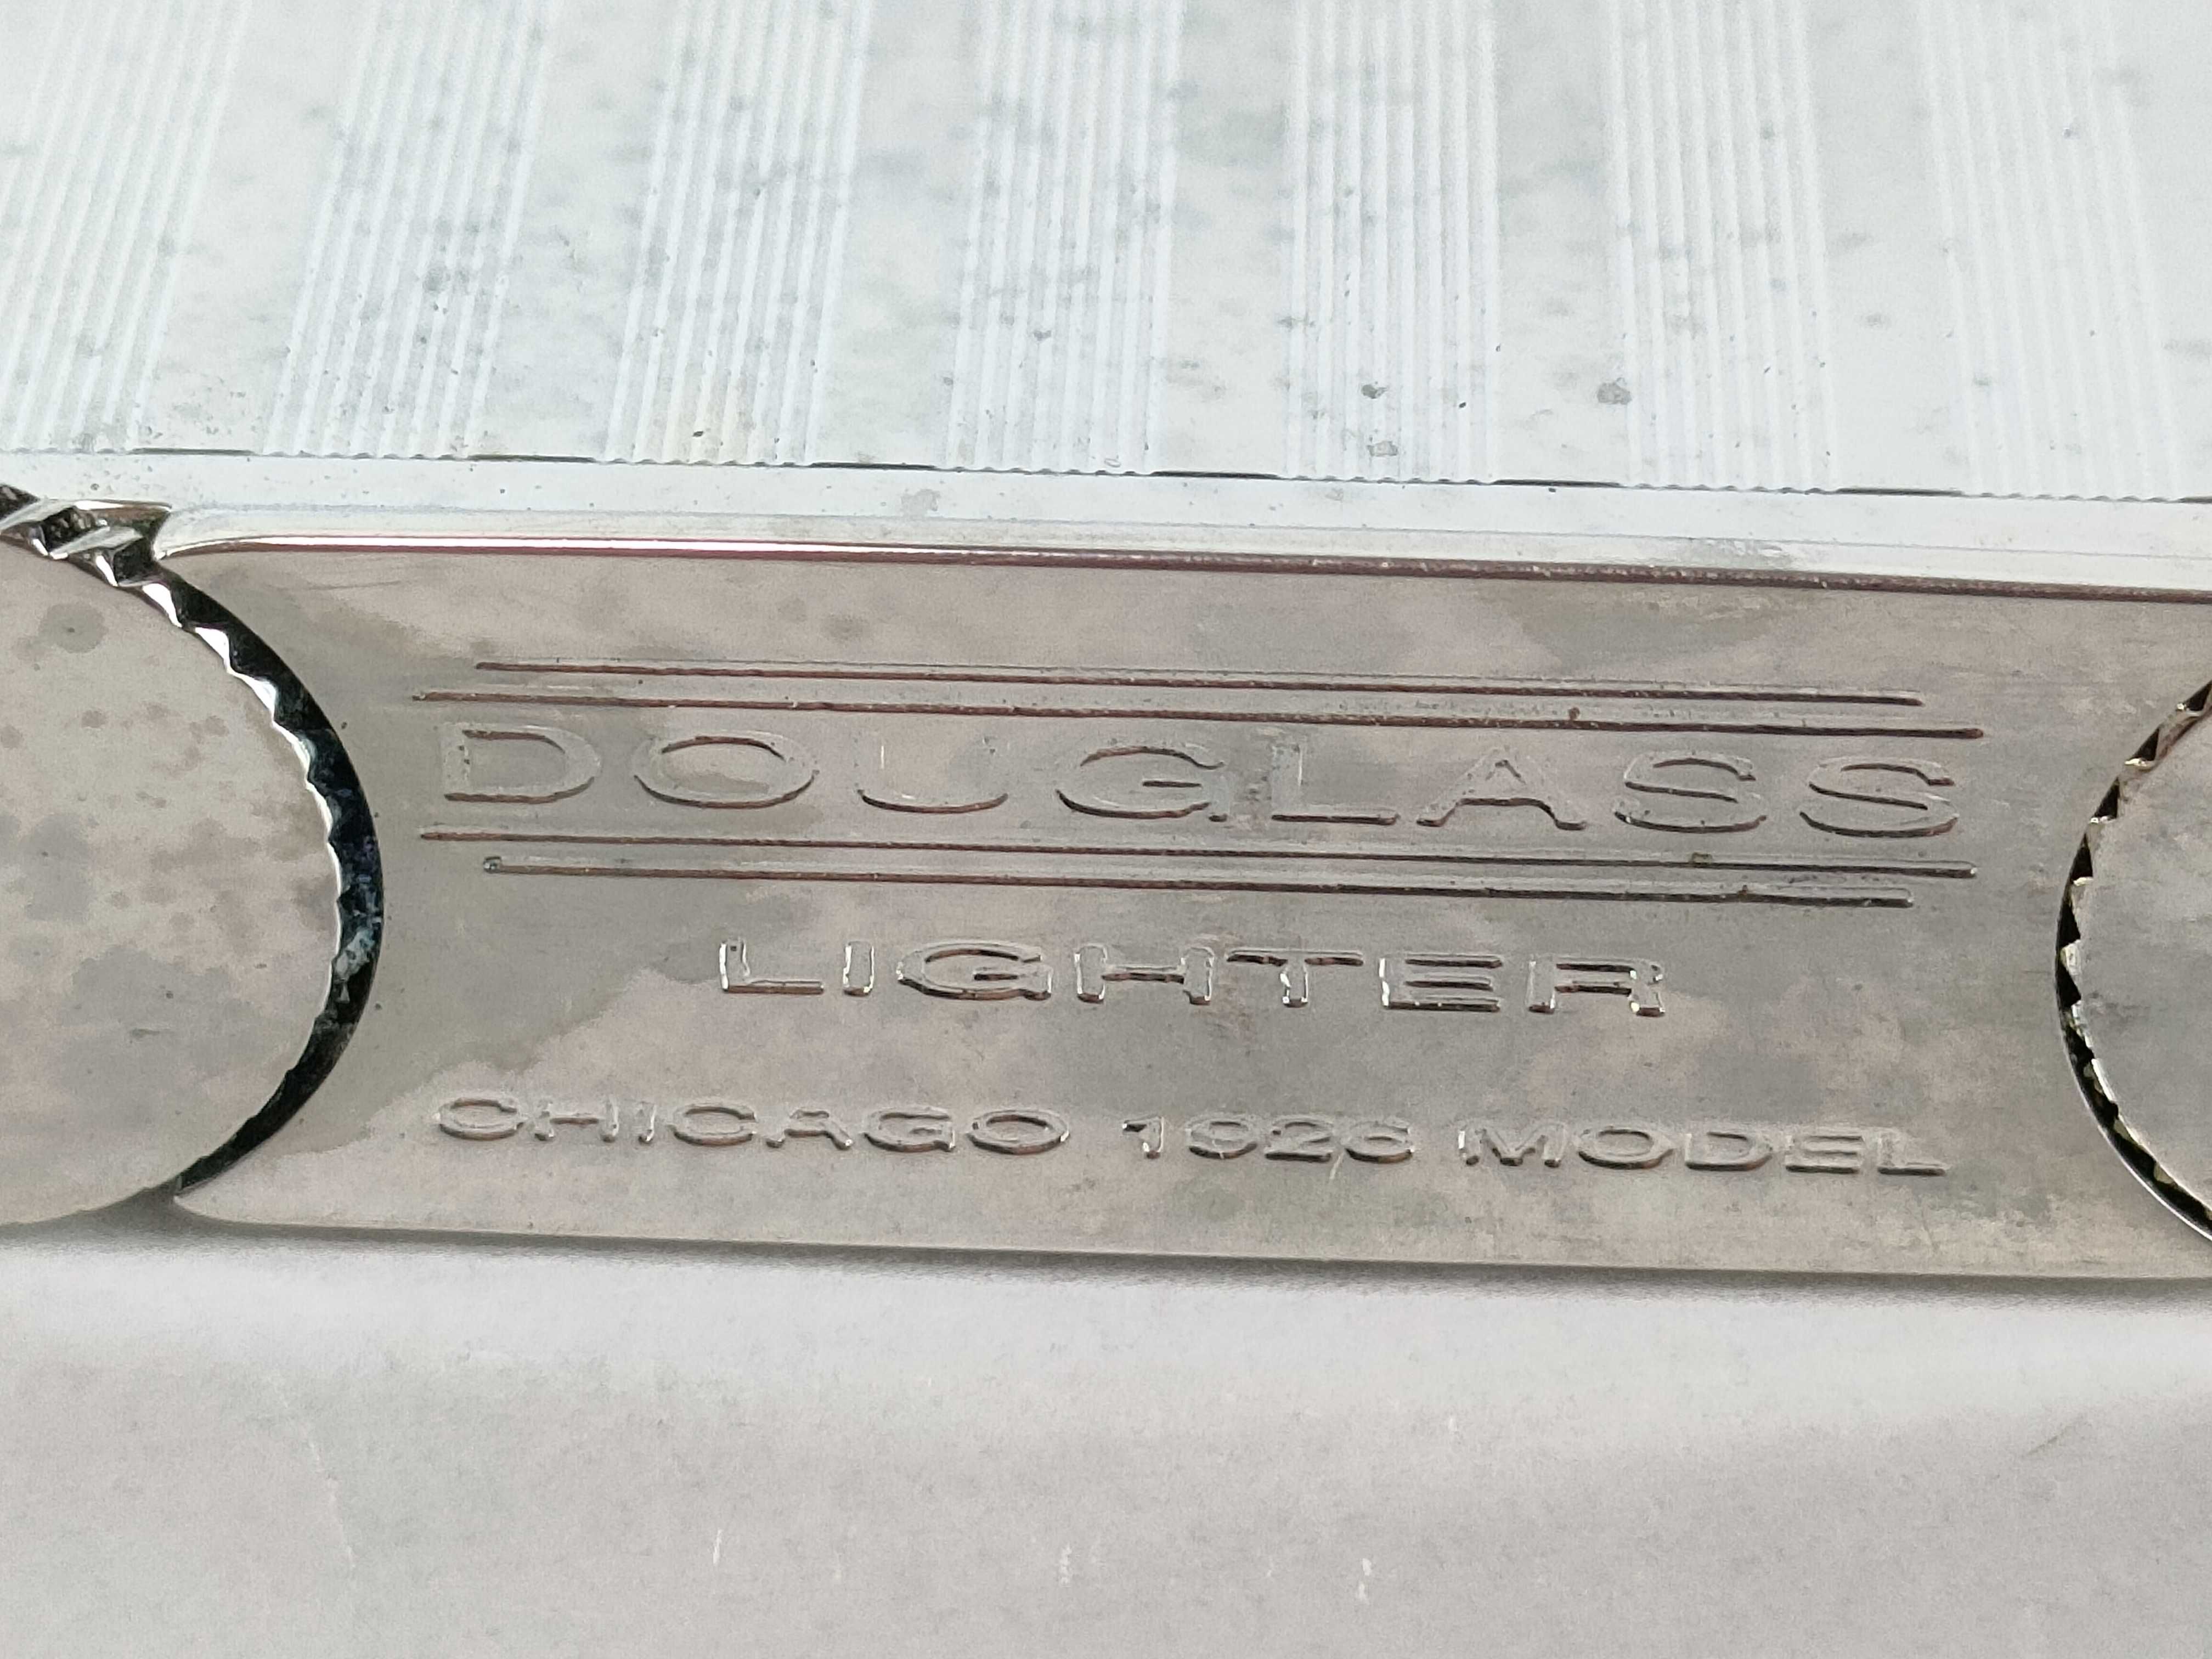 DOUGLASS
LIGHTER
CHICAGO 1926 MODEL